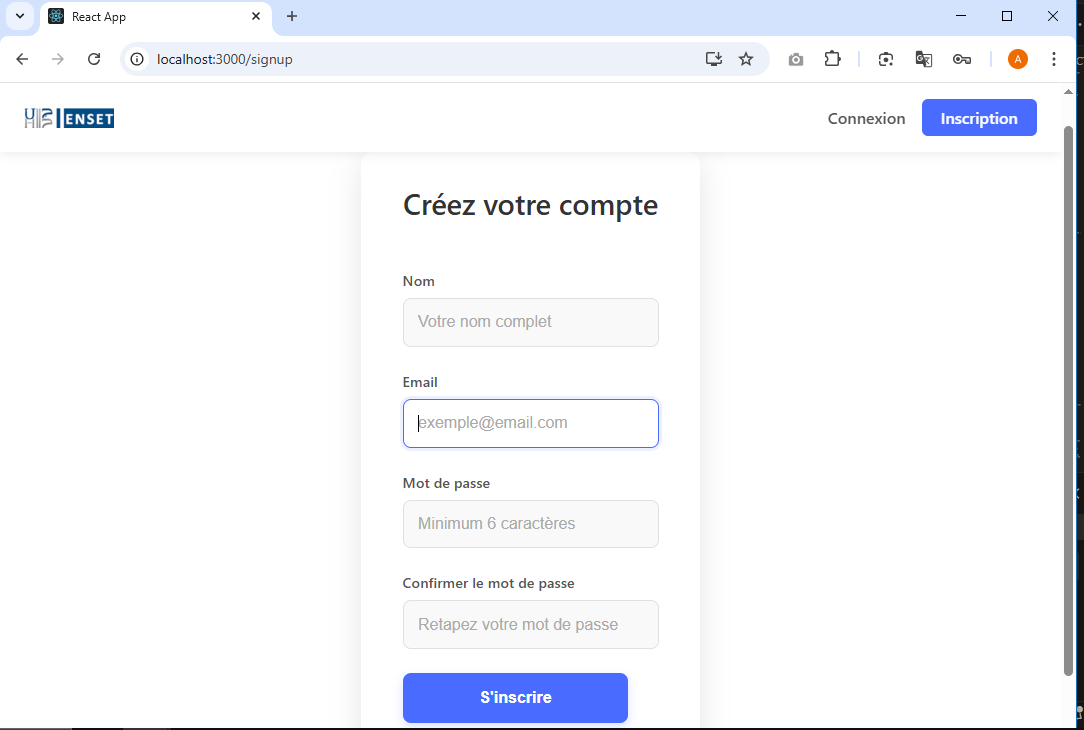 React App
localhost:3000/signup
A
ENSET
Connexion
Inscription
Créez votre compte
Nom
Votre nom complet
Email
exemple@email.com
Mot de passe
Minimum 6 caractères
Confirmer le mot de passe
Retapez votre mot de passe
S'inscrire